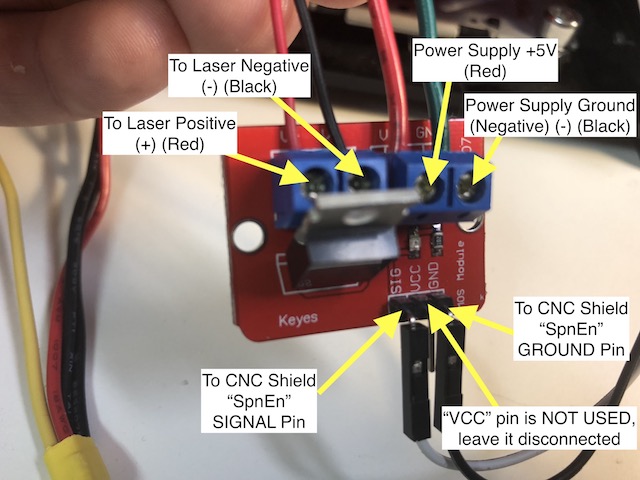 Power Supply +5V
(Red)
To Laser Negative
(-) (Black)
Power Supply Ground
(Negative) (-) (Black)
To Laser Positive
(+) (Red)
SIG
VCC
GND
MOS Module
Keyes
To CNC Shield
“SpnEn”
GROUND Pin
To CNC Shield
“SpnEn”
SIGNAL Pin
“VCC” pin is NOT USED,
leave it disconnected